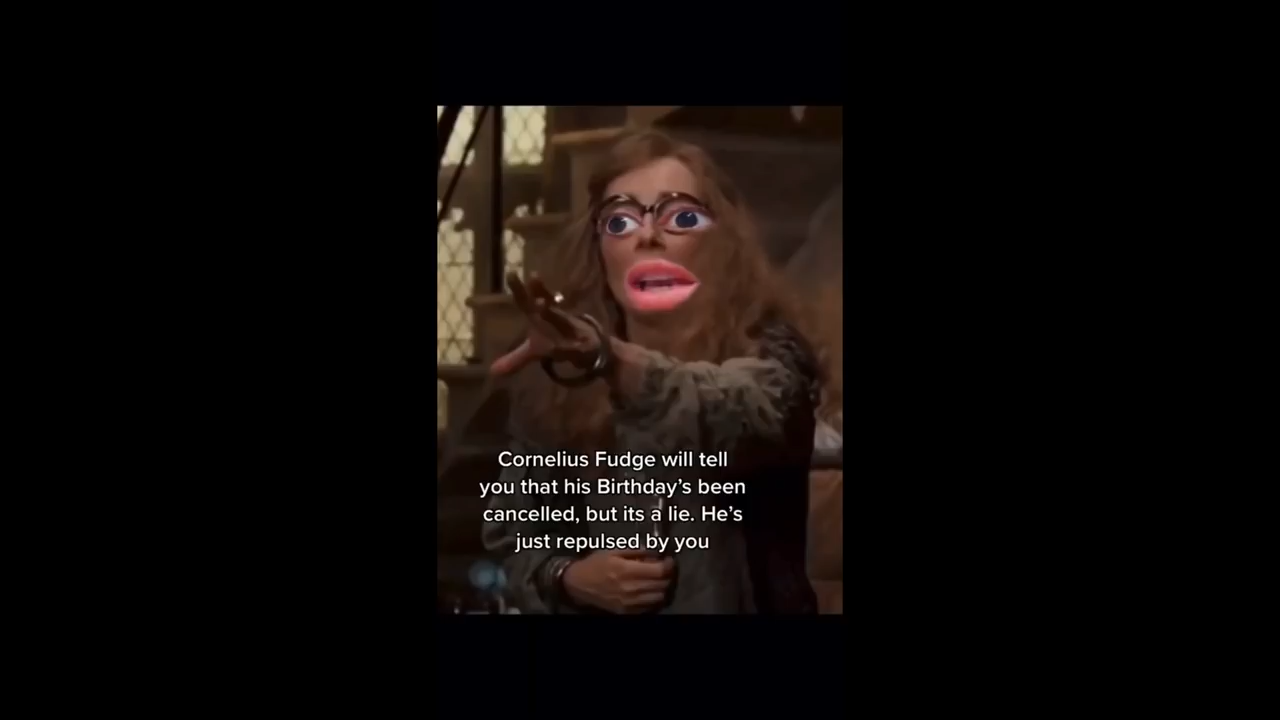 Cornelius Fudge will tell
you that his Birthday's been
cancelled, but its a lie. He's
just repulsed by you